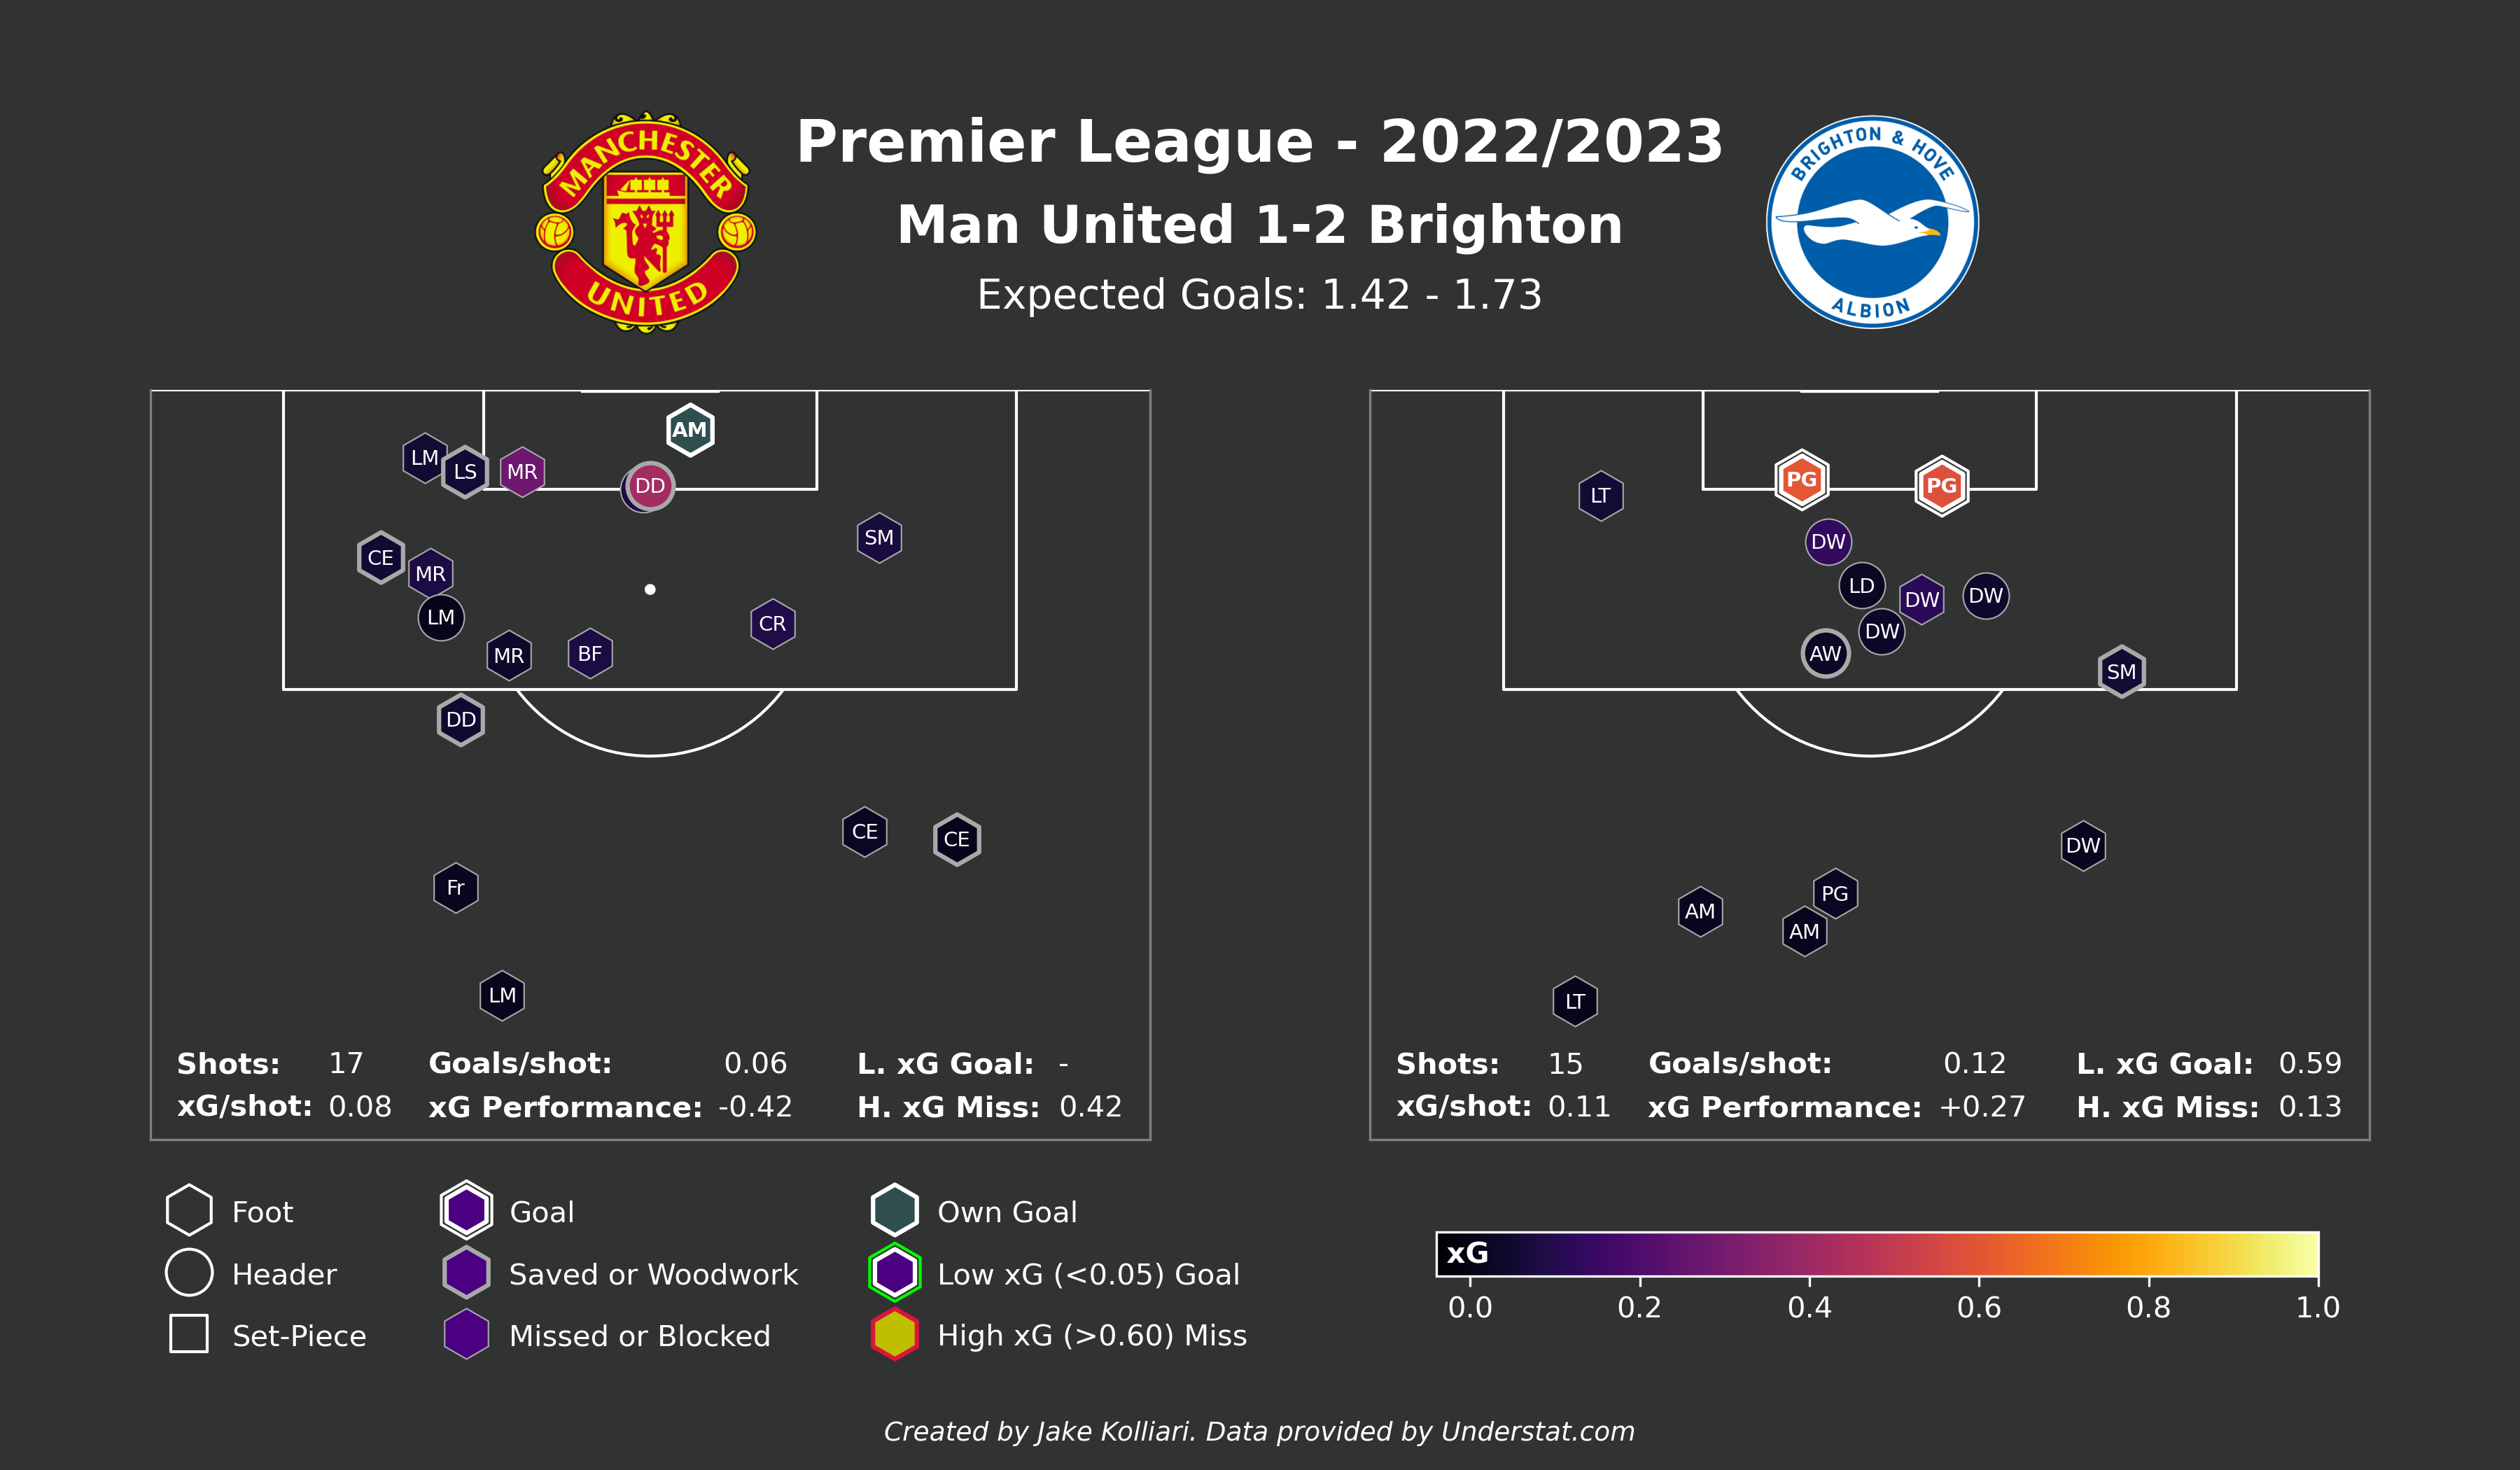 Premier League - 2022/2023
Man United 1-2 Brighton
Expected Goals: 1.42 - 1.73
MANCHESTER
UNITED
BRIGHTON & HOVE
ALBION
AM
LM
LS
MR
DD
SM
CE
MR
LM
CR
MR
BF
DD
CE
CE
Fr
LM
Shots: 17 Goals/shot: 0.06 L. xG Goal: -
xG/shot: 0.08 xG Performance: -0.42 H. xG Miss: 0.42
PG
PG
LT
DW
LD
DW
DW
DW
AW
SM
DW
PG
AM
AM
LT
Shots: 15 Goals/shot: 0.12 L. xG Goal: 0.59
xG/shot: 0.11 xG Performance: +0.27 H. xG Miss: 0.13
Foot Goal Own Goal
Header Saved or Woodwork Low xG (<0.05) Goal
Set-Piece Missed or Blocked High xG (>0.60) Miss
xG
0.0 0.2 0.4 0.6 0.8 1.0
Created by Jake Kolliari. Data provided by Understat.com